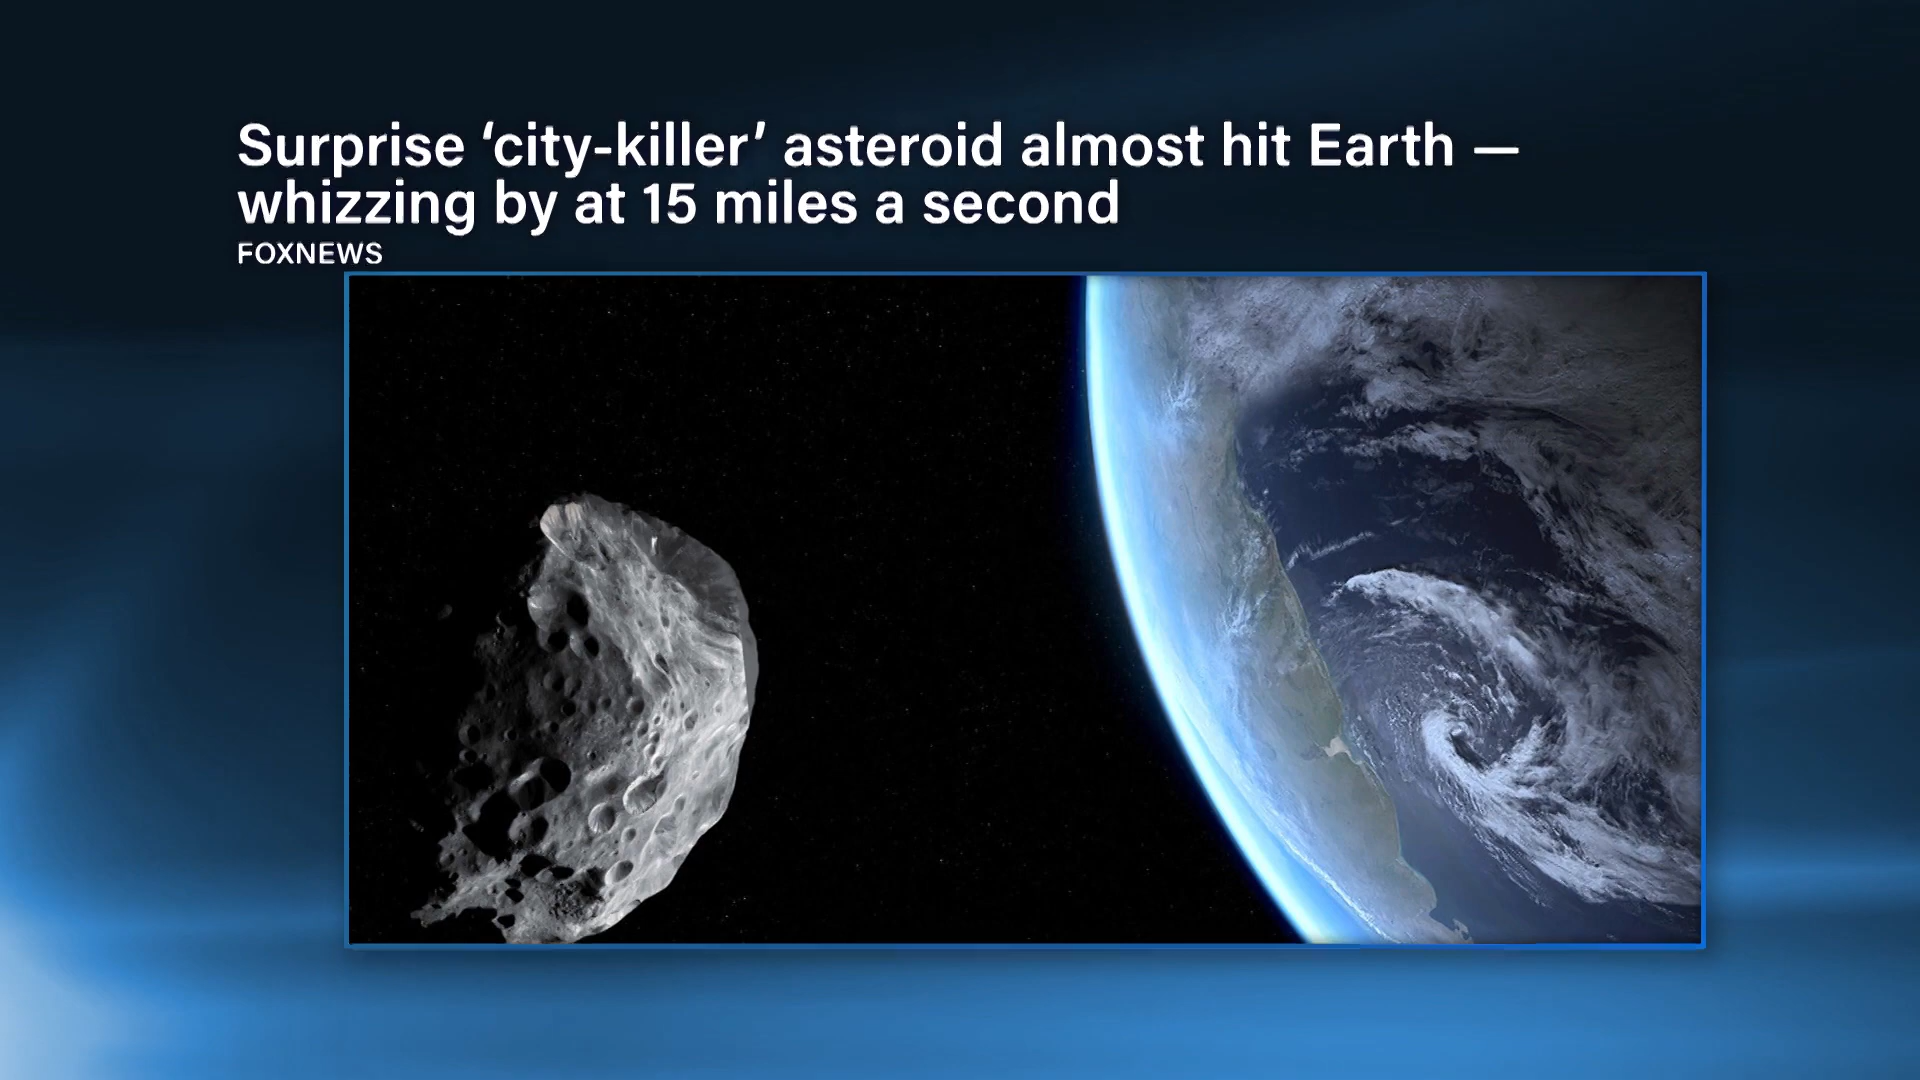 Surprise ‘city-killer’ asteroid almost hit Earth —
whizzing by at 15 miles a second
FOXNEWS